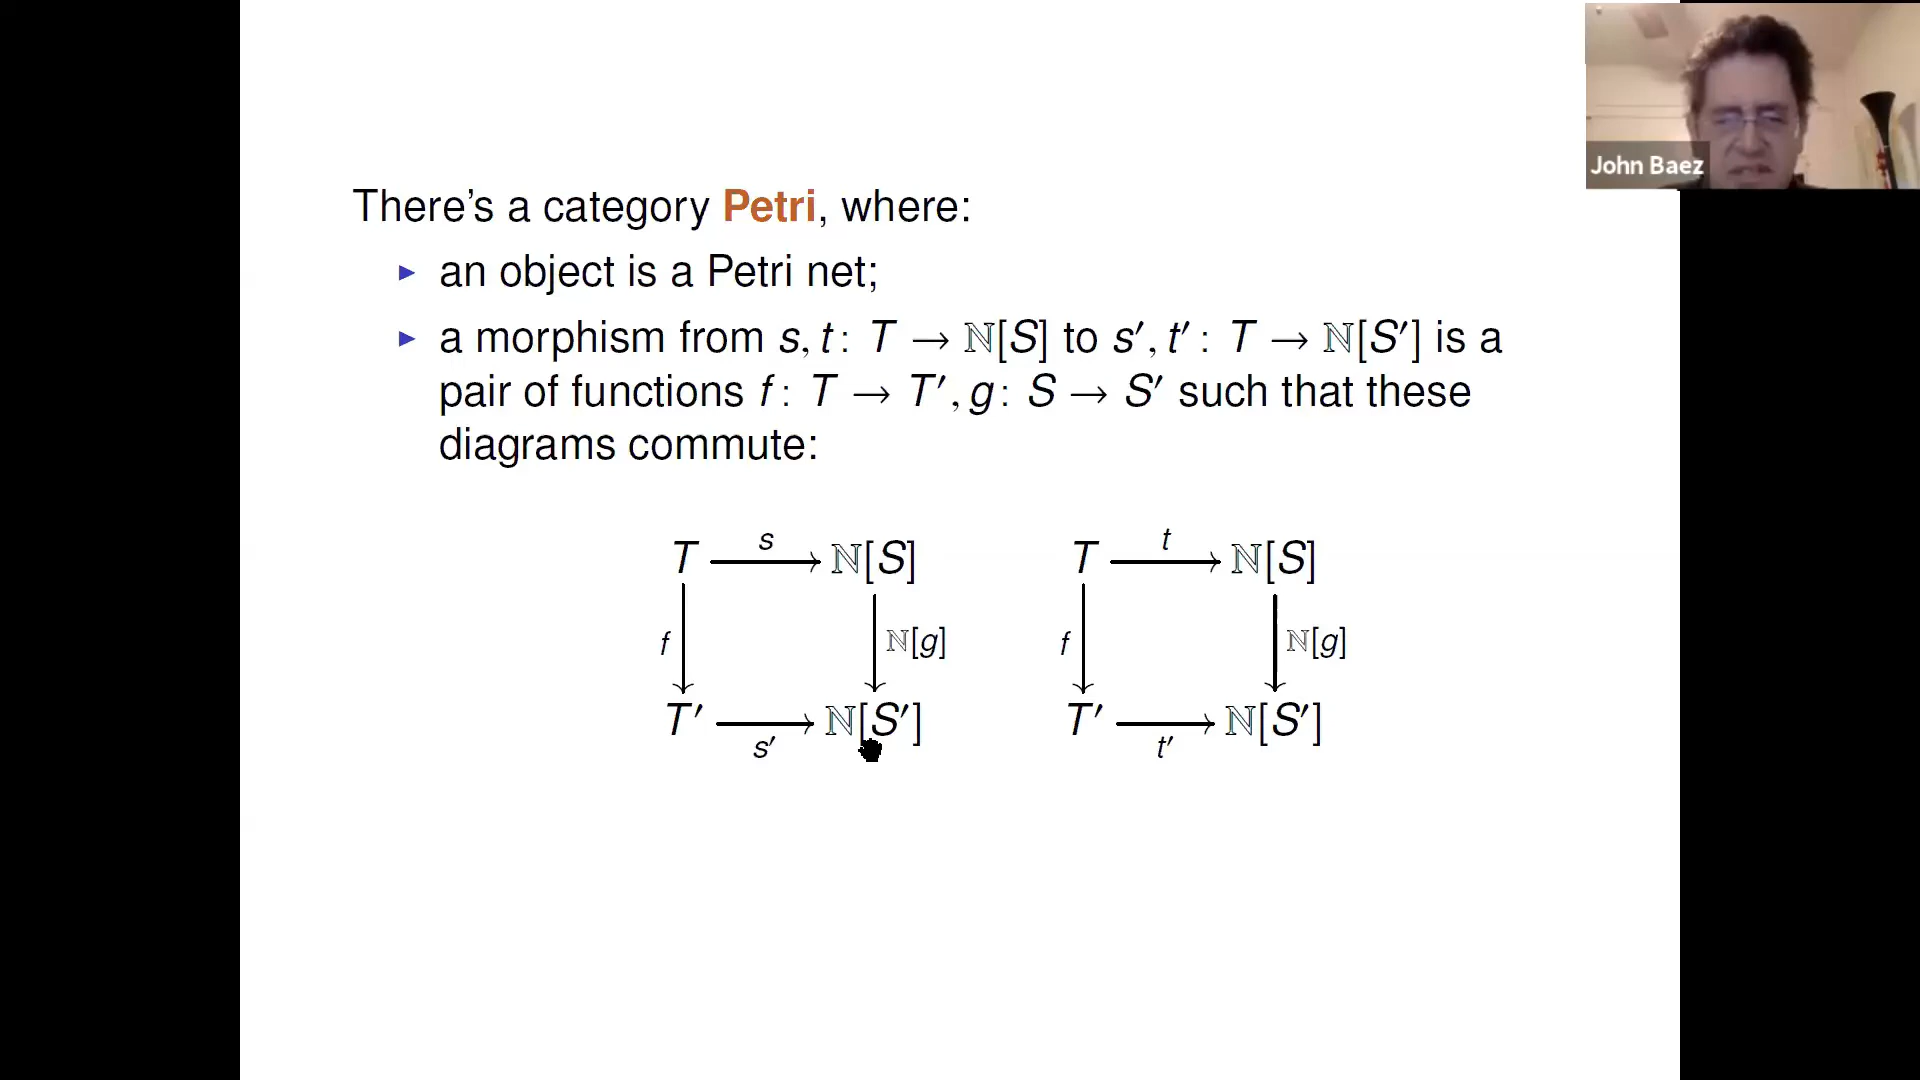 John Baez
There's a category Petri, where:
▶ an object is a Petri net;
▶ a morphism from s, t : T → ℕ[S] to s′, t′ : T → ℕ[S′] is a
pair of functions f : T → T′, g : S → S′ such that these
diagrams commute:
s t
T ℕ[S] T ℕ[S]
f ℕ[g] f ℕ[g]
T′ ℕ[S′] T′ ℕ[S′]
s′ t′